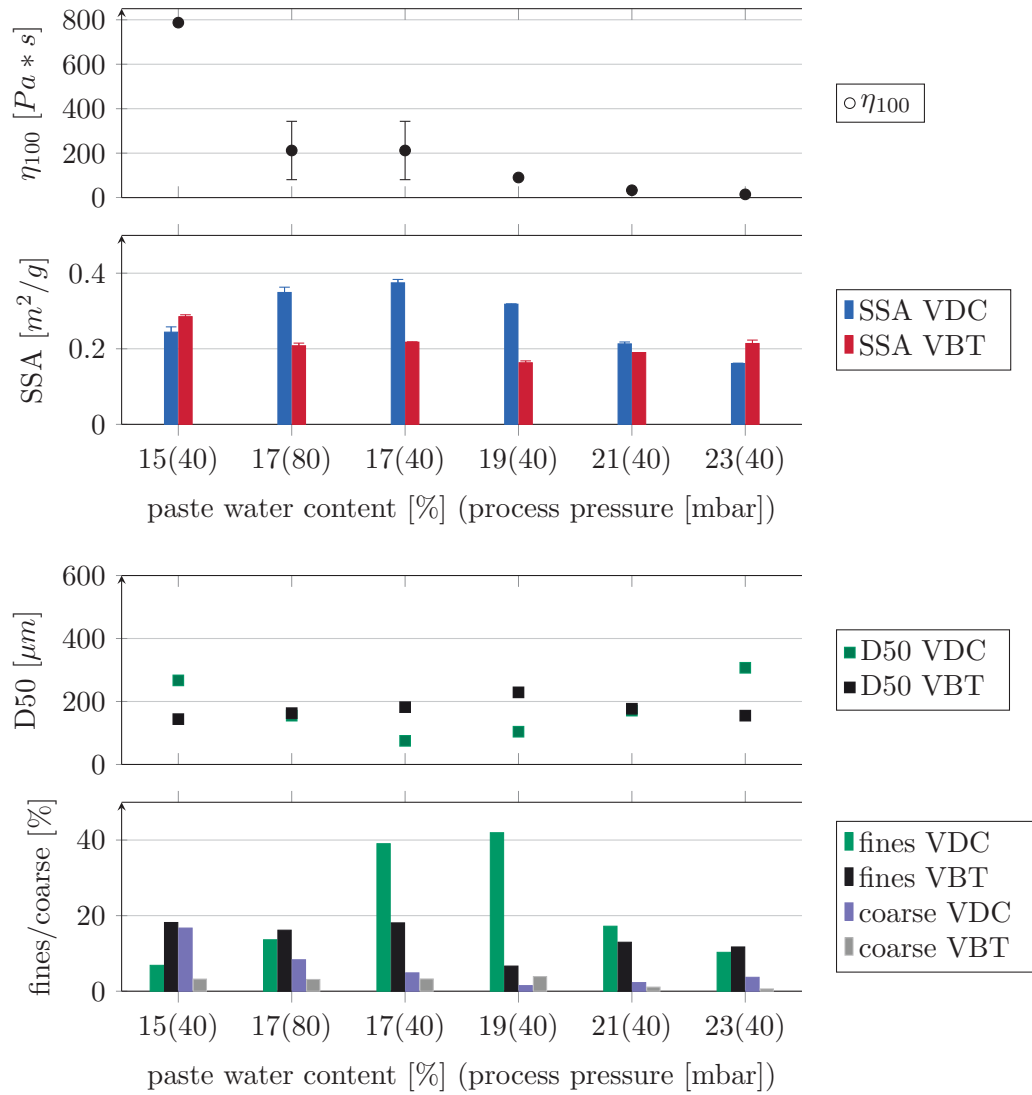 800
600
400
200
0
η100 [Pa ∗ s]
η100
0.4
0.2
0
SSA [m²/g]
SSA VDC
SSA VBT
15(40) 17(80) 17(40) 19(40) 21(40) 23(40)
paste water content [%] (process pressure [mbar])
600
400
200
0
D50 [μm]
D50 VDC
D50 VBT
40
20
0
fines/coarse [%]
fines VDC
fines VBT
coarse VDC
coarse VBT
15(40) 17(80) 17(40) 19(40) 21(40) 23(40)
paste water content [%] (process pressure [mbar])